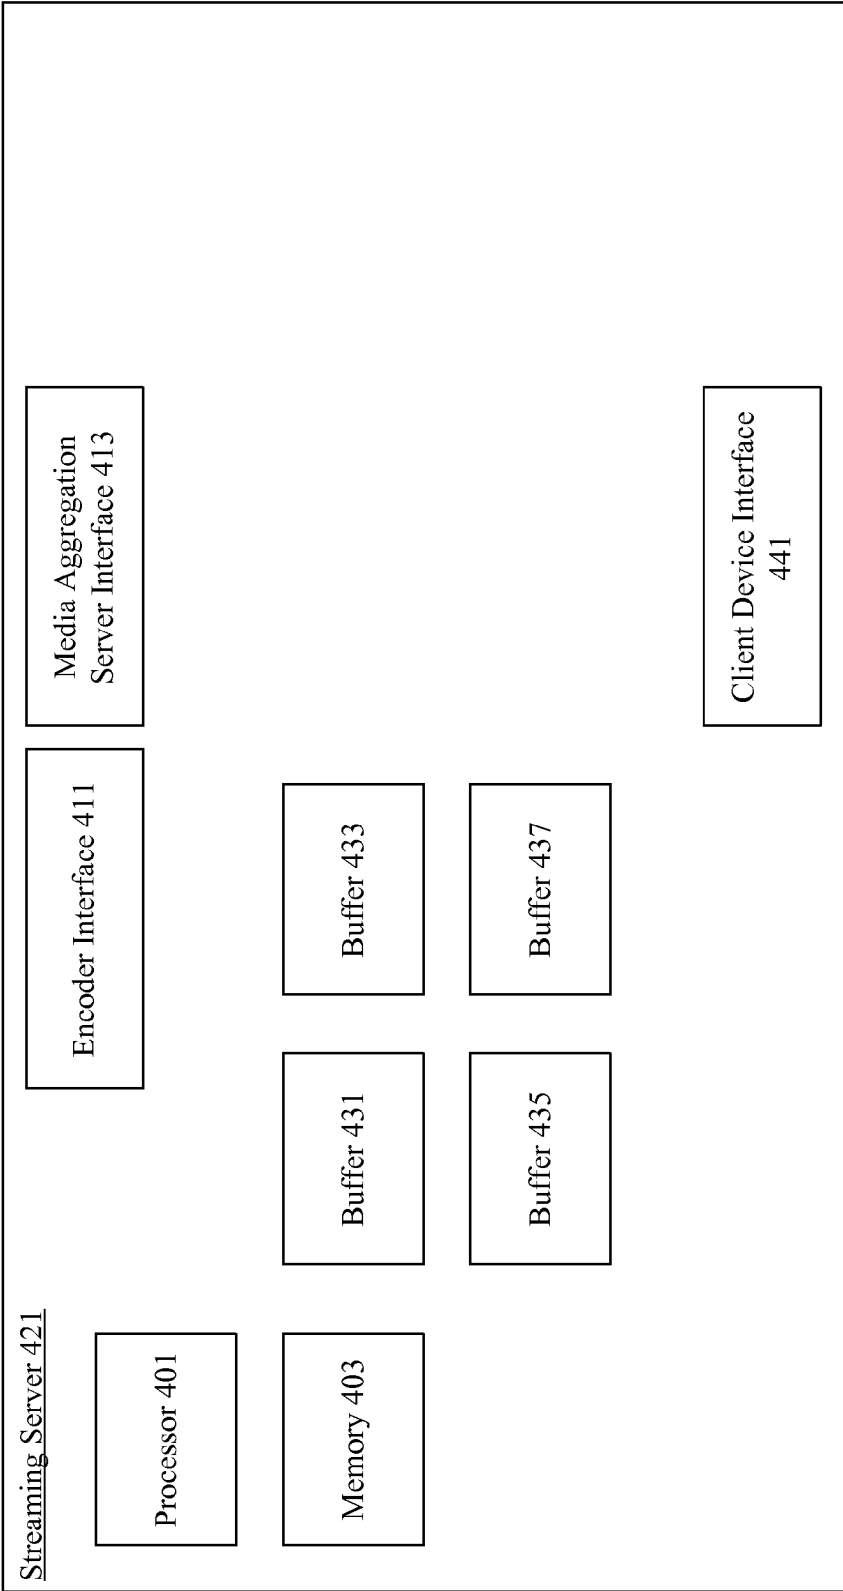 Streaming Server 421
Processor 401
Memory 403
Encoder Interface 411
Media Aggregation
Server Interface 413
Buffer 431
Buffer 433
Buffer 435
Buffer 437
Client Device Interface
441